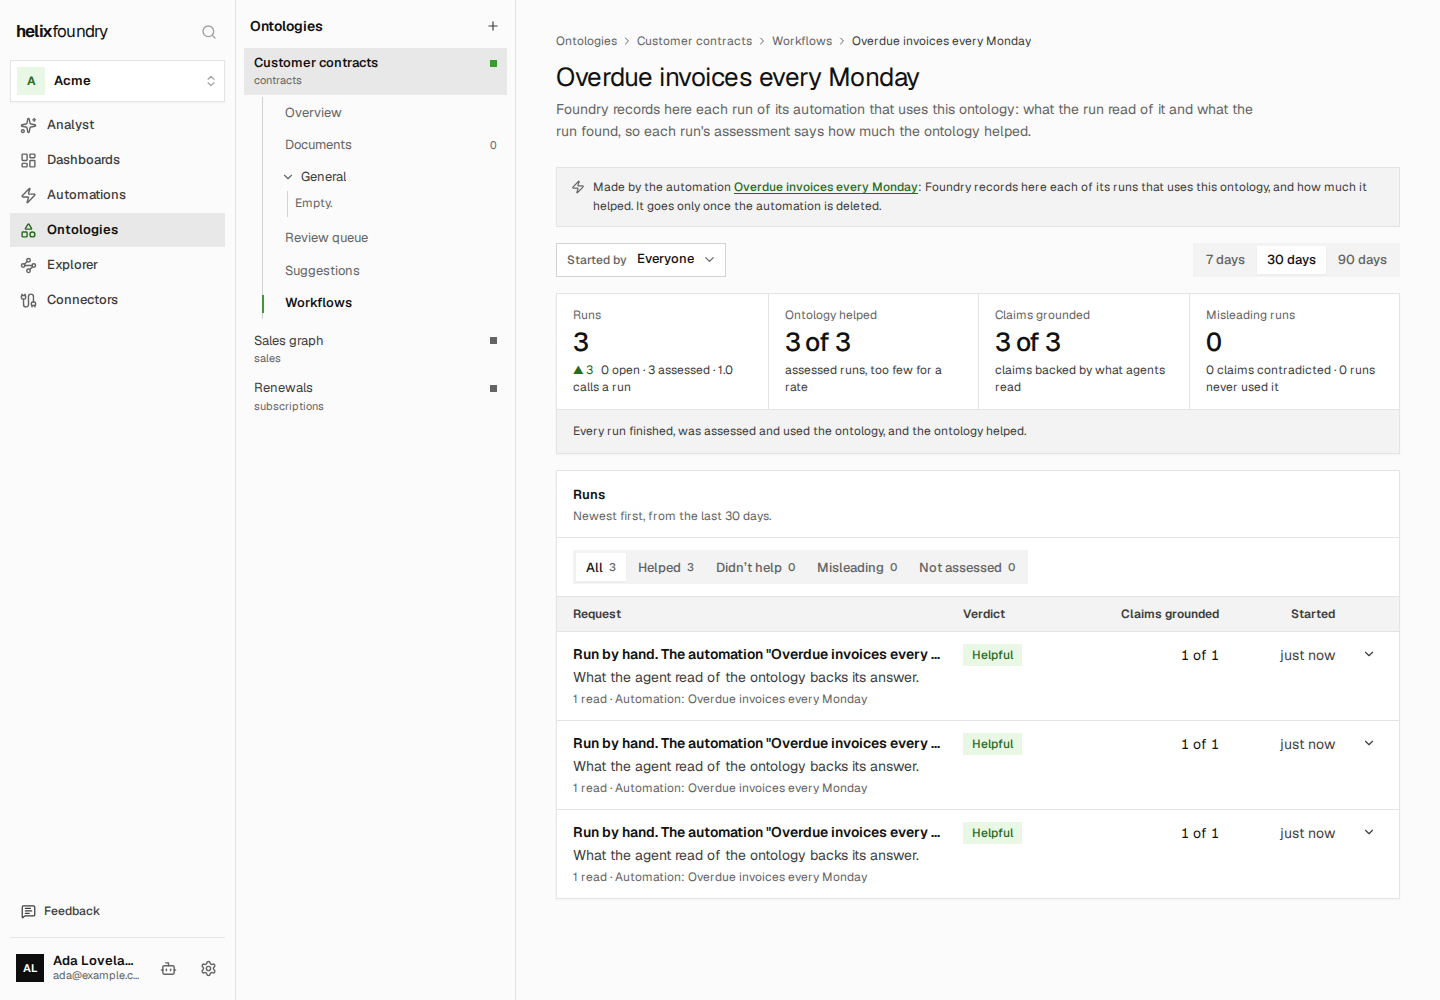 helixfoundry
A Acme
Analyst
Dashboards
Automations
Ontologies
Explorer
Connectors
Feedback
AL
Ada Lovela...
ada@example.c...
Ontologies
Customer contracts
contracts
Overview
Documents 0
General
Empty.
Review queue
Suggestions
Workflows
Sales graph
sales
Renewals
subscriptions
Ontologies Customer contracts Workflows Overdue invoices every Monday
Overdue invoices every Monday
Foundry records here each run of its automation that uses this ontology: what the run read of it and what the
run found, so each run's assessment says how much the ontology helped.
Made by the automation Overdue invoices every Monday: Foundry records here each of its runs that uses this ontology, and how much it
helped. It goes only once the automation is deleted.
Started by Everyone
7 days 30 days 90 days
Runs
3
▲ 3 0 open · 3 assessed · 1.0
calls a run
Ontology helped
3 of 3
assessed runs, too few for a
rate
Claims grounded
3 of 3
claims backed by what agents
read
Misleading runs
0
0 claims contradicted · 0 runs
never used it
Every run finished, was assessed and used the ontology, and the ontology helped.
Runs
Newest first, from the last 30 days.
All 3 Helped 3 Didn't help 0 Misleading 0 Not assessed 0
Request Verdict Claims grounded Started
Run by hand. The automation "Overdue invoices every ... Helpful 1 of 1 just now
What the agent read of the ontology backs its answer.
1 read · Automation: Overdue invoices every Monday
Run by hand. The automation "Overdue invoices every ... Helpful 1 of 1 just now
What the agent read of the ontology backs its answer.
1 read · Automation: Overdue invoices every Monday
Run by hand. The automation "Overdue invoices every ... Helpful 1 of 1 just now
What the agent read of the ontology backs its answer.
1 read · Automation: Overdue invoices every Monday